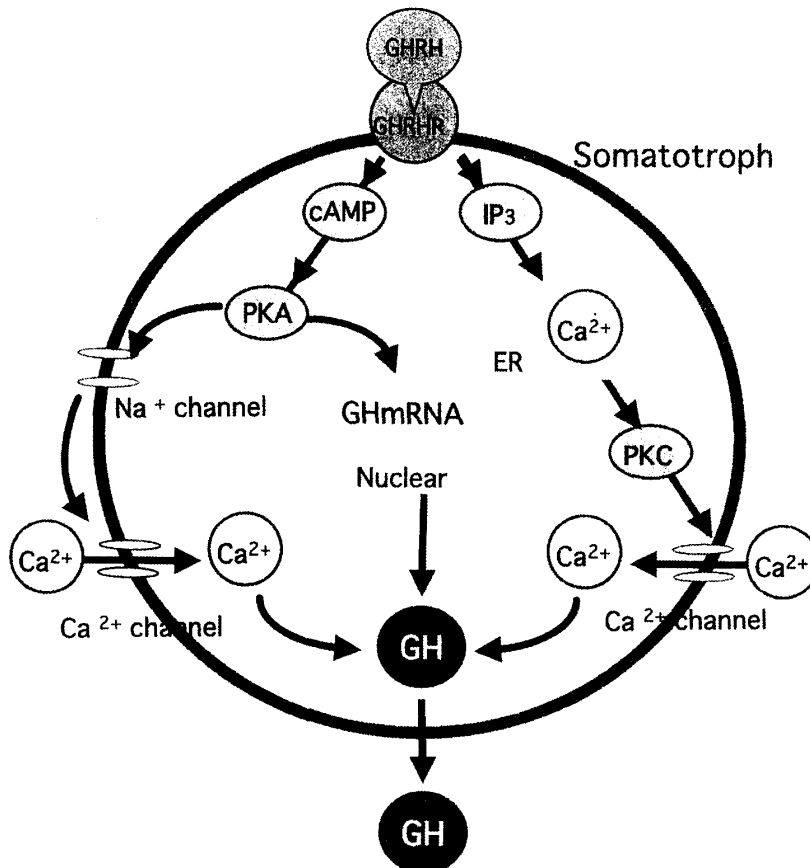 GHRH
GHRHR
Somatotroph
cAMP
IP₃
PKA
Ca²⁺
ER
Na ⁺ channel
GHmRNA
PKC
Nuclear
Ca²⁺
Ca²⁺
Ca²⁺
Ca²⁺
Ca ²⁺ channel
Ca ²⁺ channel
GH
GH